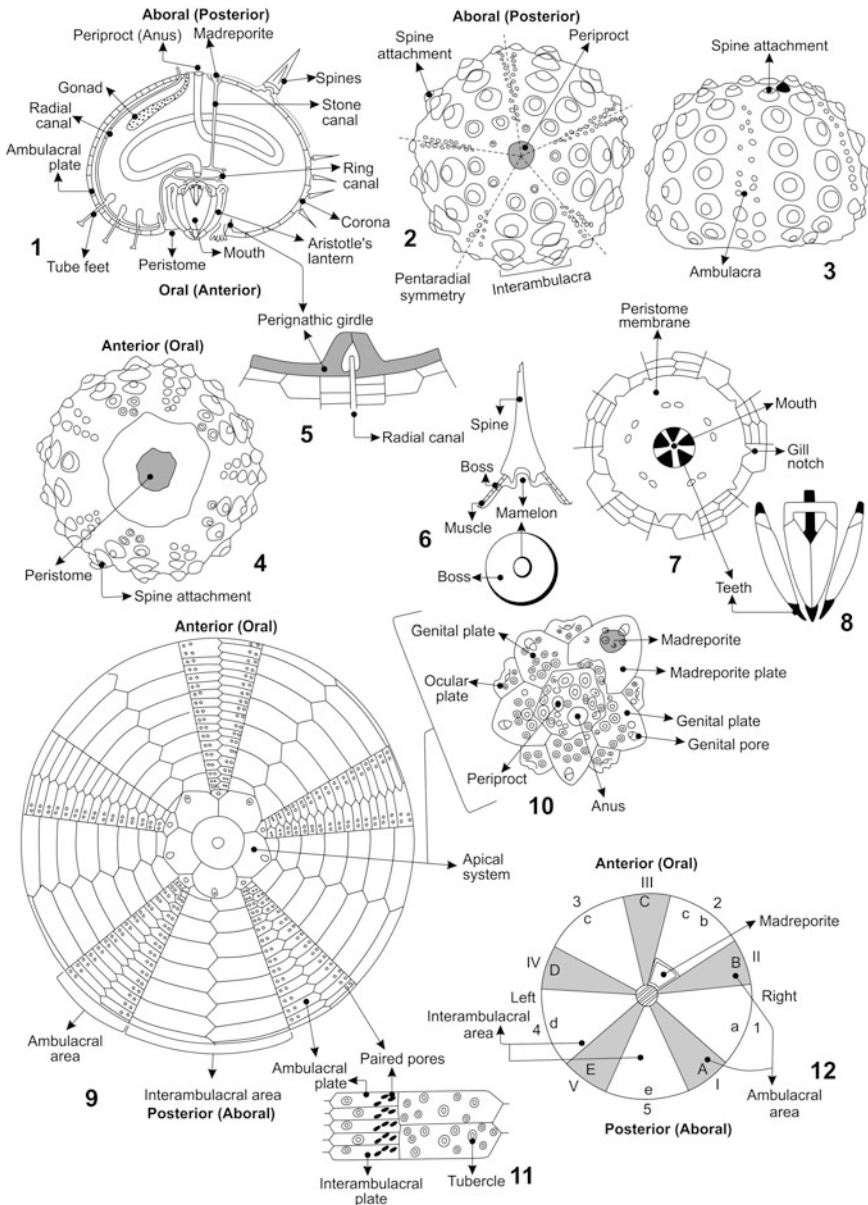 Aboral (Posterior)
Periproct (Anus)
Madreporite
Gonad
Radial
canal
Ambulacral
plate
Tube feet
Peristome
Mouth
Spines
Stone
canal
Ring
canal
Corona
Aristotle's
lantern
1
Oral (Anterior)
Aboral (Posterior)
Spine
attachment
Periproct
2
Pentaradial
symmetry
Interambulacra
Spine attachment
Ambulacra
3
Anterior (Oral)
Peristome
Spine attachment
4
Perignathic girdle
5
Radial canal
Spine
Boss
Muscle
Mamelon
6
Boss
Peristome
membrane
Mouth
Gill
notch
7
Teeth
8
Anterior (Oral)
Apical
system
Ambulacral
area
9
Interambulacral area
Posterior (Aboral)
Ambulacral
plate
Paired pores
Genital plate
Ocular
plate
Madreporite
Madreporite plate
Genital plate
Genital pore
Periproct
10
Anus
Interambulacral
plate
Tubercle
11
Anterior (Oral)
III
3
C
2
c
c
b
Madreporite
IV
D
B
II
Left
Right
Interambulacral
area
4
d
a
1
E
A
12
V
e
I
5
Ambulacral
area
Posterior (Aboral)